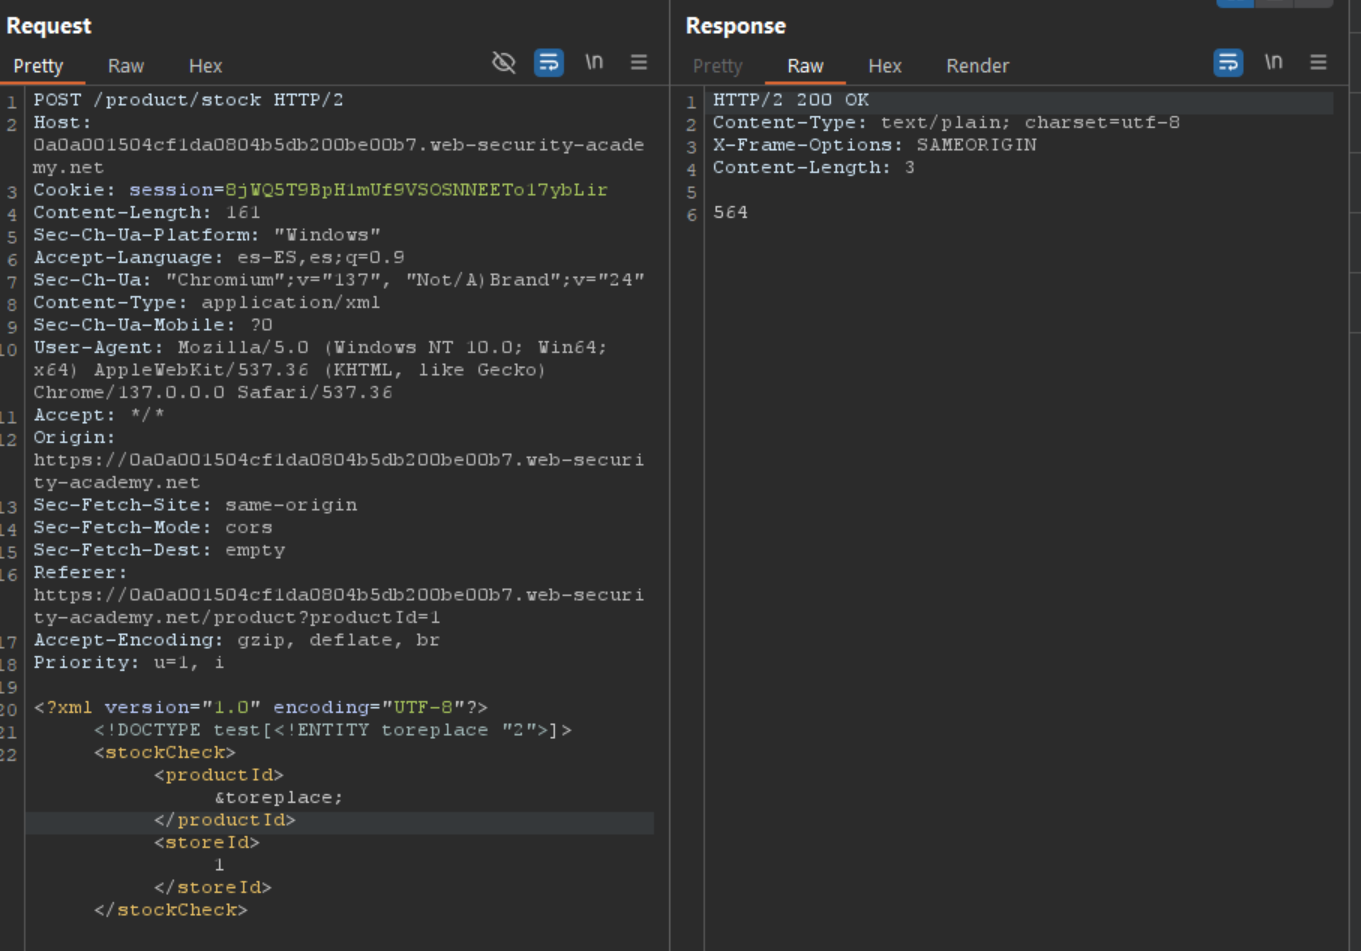 Request
Pretty Raw Hex \n
1 POST /product/stock HTTP/2
2 Host:
0a0a001504cf1da0804b5db200be00b7.web-security-acade
my.net
3 Cookie: session=8jWQ5T9BpH1mUf9VSOSNNEETo17ybLir
4 Content-Length: 161
5 Sec-Ch-Ua-Platform: "Windows"
6 Accept-Language: es-ES,es;q=0.9
7 Sec-Ch-Ua: "Chromium";v="137", "Not/A)Brand";v="24"
8 Content-Type: application/xml
9 Sec-Ch-Ua-Mobile: ?0
10 User-Agent: Mozilla/5.0 (Windows NT 10.0; Win64;
x64) AppleWebKit/537.36 (KHTML, like Gecko)
Chrome/137.0.0.0 Safari/537.36
11 Accept: */*
12 Origin:
https://0a0a001504cf1da0804b5db200be00b7.web-securi
ty-academy.net
13 Sec-Fetch-Site: same-origin
14 Sec-Fetch-Mode: cors
15 Sec-Fetch-Dest: empty
16 Referer:
https://0a0a001504cf1da0804b5db200be00b7.web-securi
ty-academy.net/product?productId=1
17 Accept-Encoding: gzip, deflate, br
18 Priority: u=1, i
19
20 <?xml version="1.0" encoding="UTF-8"?>
21 <!DOCTYPE test[<!ENTITY toreplace "2">]>
22 <stockCheck>
<productId>
&toreplace;
</productId>
<storeId>
1
</storeId>
</stockCheck>
Response
Pretty Raw Hex Render \n
1 HTTP/2 200 OK
2 Content-Type: text/plain; charset=utf-8
3 X-Frame-Options: SAMEORIGIN
4 Content-Length: 3
5
6 564